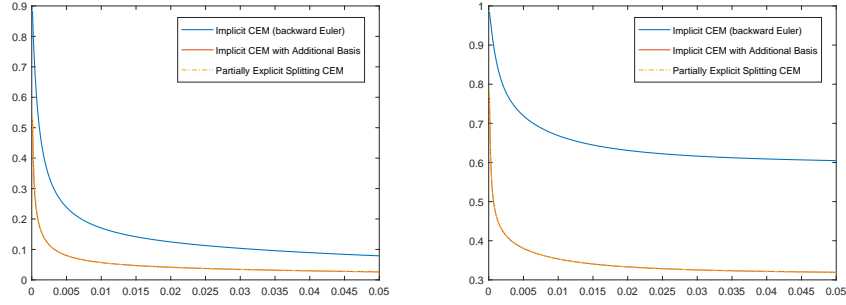 0.9
0.8
0.7
0.6
0.5
0.4
0.3
0.2
0.1
0
0 0.005 0.01 0.015 0.02 0.025 0.03 0.035 0.04 0.045 0.05
Implicit CEM (backward Euler)
Implicit CEM with Additional Basis
Partially Explicit Splitting CEM
1
0.9
0.8
0.7
0.6
0.5
0.4
0.3
0 0.005 0.01 0.015 0.02 0.025 0.03 0.035 0.04 0.045 0.05
Implicit CEM (backward Euler)
Implicit CEM with Additional Basis
Partially Explicit Splitting CEM